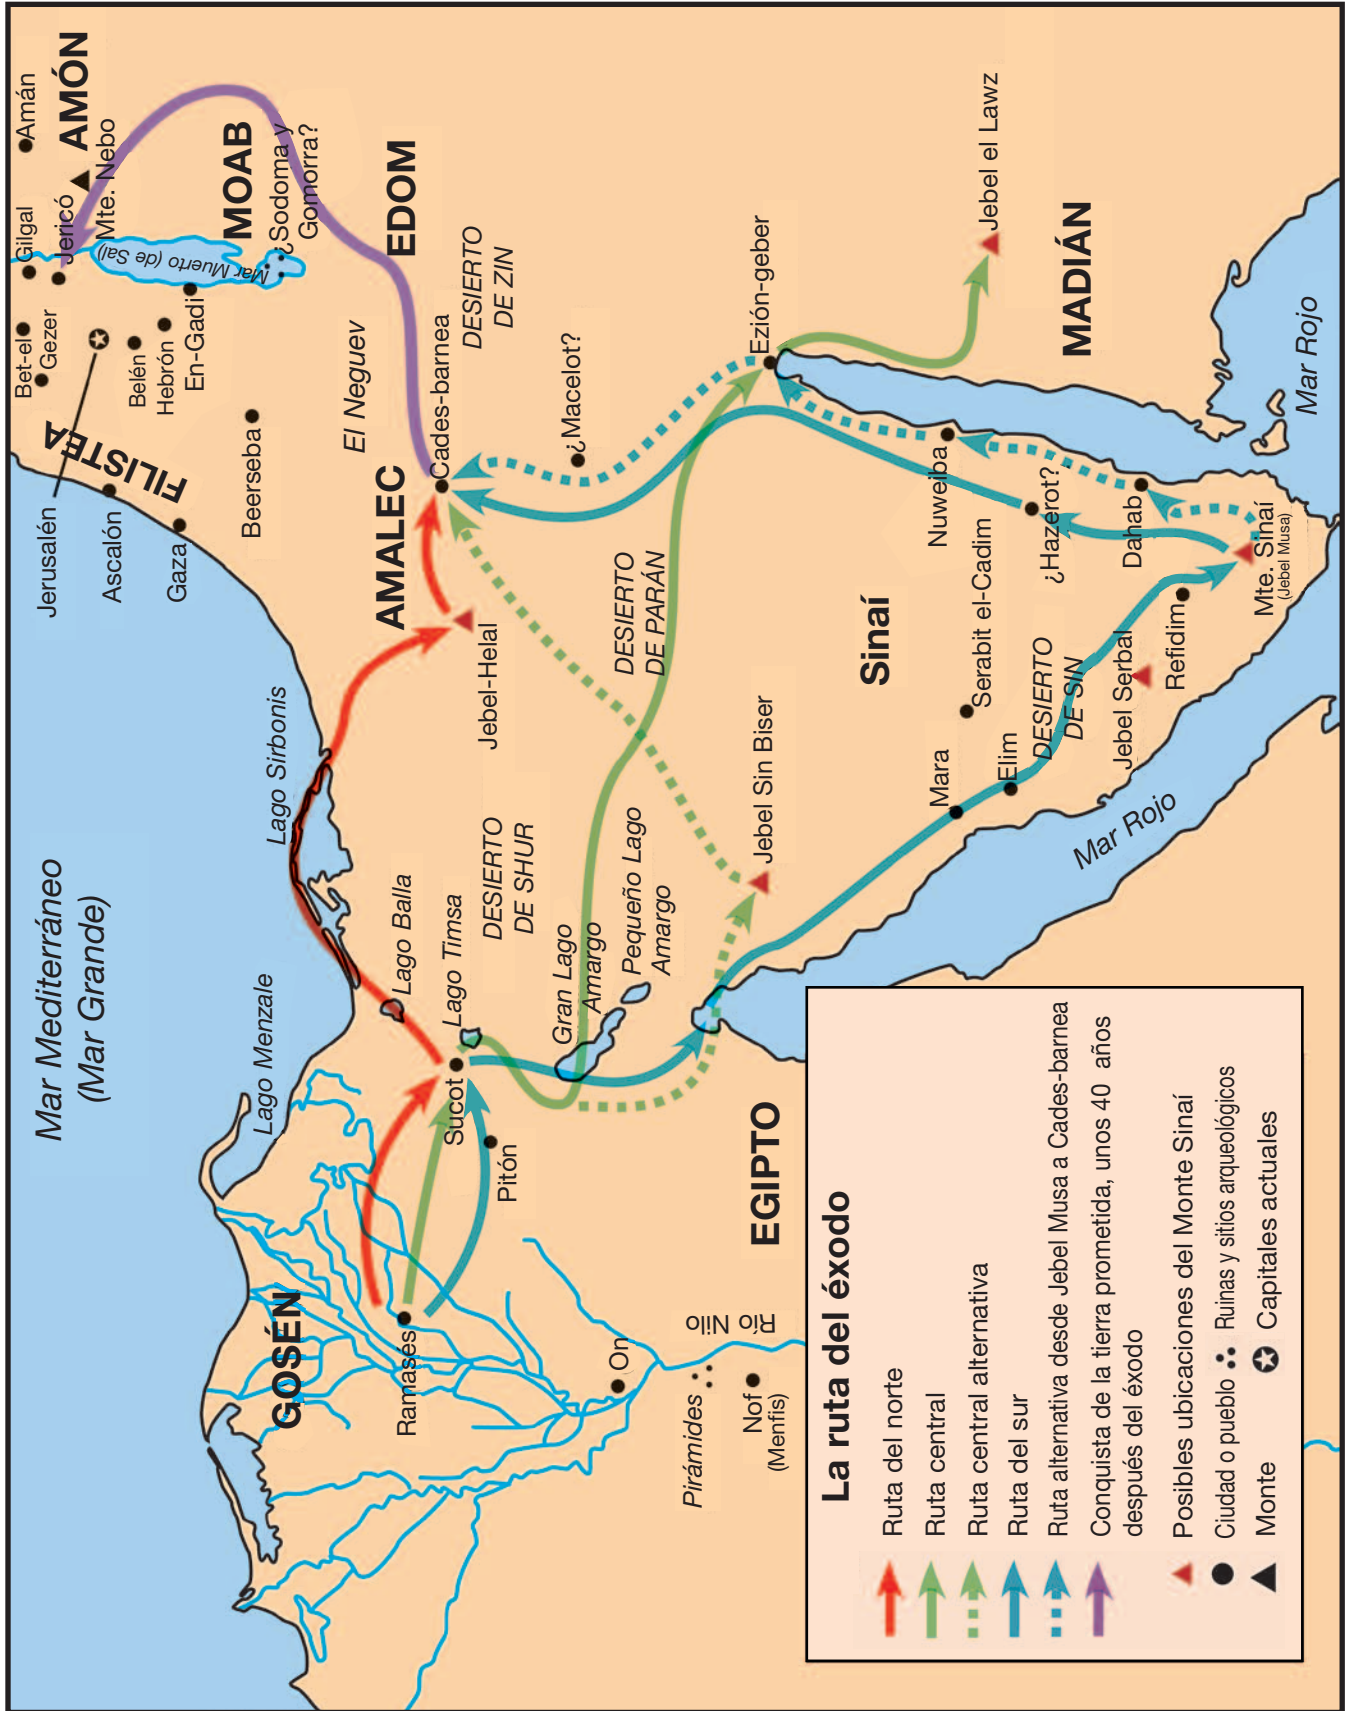 Mar Mediterráneo
(Mar Grande)
Lago Menzale
Lago Sirbonis
Lago Balla
Lago Timsa
Gran Lago
Amargo
Pequeño Lago
Amargo
GOSÉN
Ramasés
Sucot
Pitón
On
Río Nilo
Pirámides
Nof
(Menfis)
EGIPTO
DESIERTO
DE SHUR
Jebel-Helal
AMALEC
Jebel Sin Biser
DESIERTO
DE PARÁN
Sinaí
Serabit el-Cadim
Mara
Elim
DESIERTO
DE SIN
Jebel Serbal
Refidim
Mte. Sinaí
(Jebel Musa)
Dahab
¿Hazerot?
Nuweiba
Mar Rojo
Mar Rojo
MADIÁN
Jebel el Lawz
Ezión-geber
¿Macelot?
Cades-barnea
DESIERTO
DE ZIN
El Neguev
EDOM
MOAB
¿Sodoma y
Gomorra?
Mar Muerto (de Sal)
AMÓN
Amán
Mte. Nebo
Jericó
Gilgal
Bet-el
Gezer
Belén
Hebrón
En-Gadi
Beerseba
FILISTEA
Jerusalén
Ascalón
Gaza
La ruta del éxodo
Ruta del norte
Ruta central
Ruta central alternativa
Ruta del sur
Ruta alternativa desde Jebel Musa a Cades-barnea
Conquista de la tierra prometida, unos 40 años
después del éxodo
Posibles ubicaciones del Monte Sinaí
Ciudad o pueblo
Ruinas y sitios arqueológicos
Monte
Capitales actuales